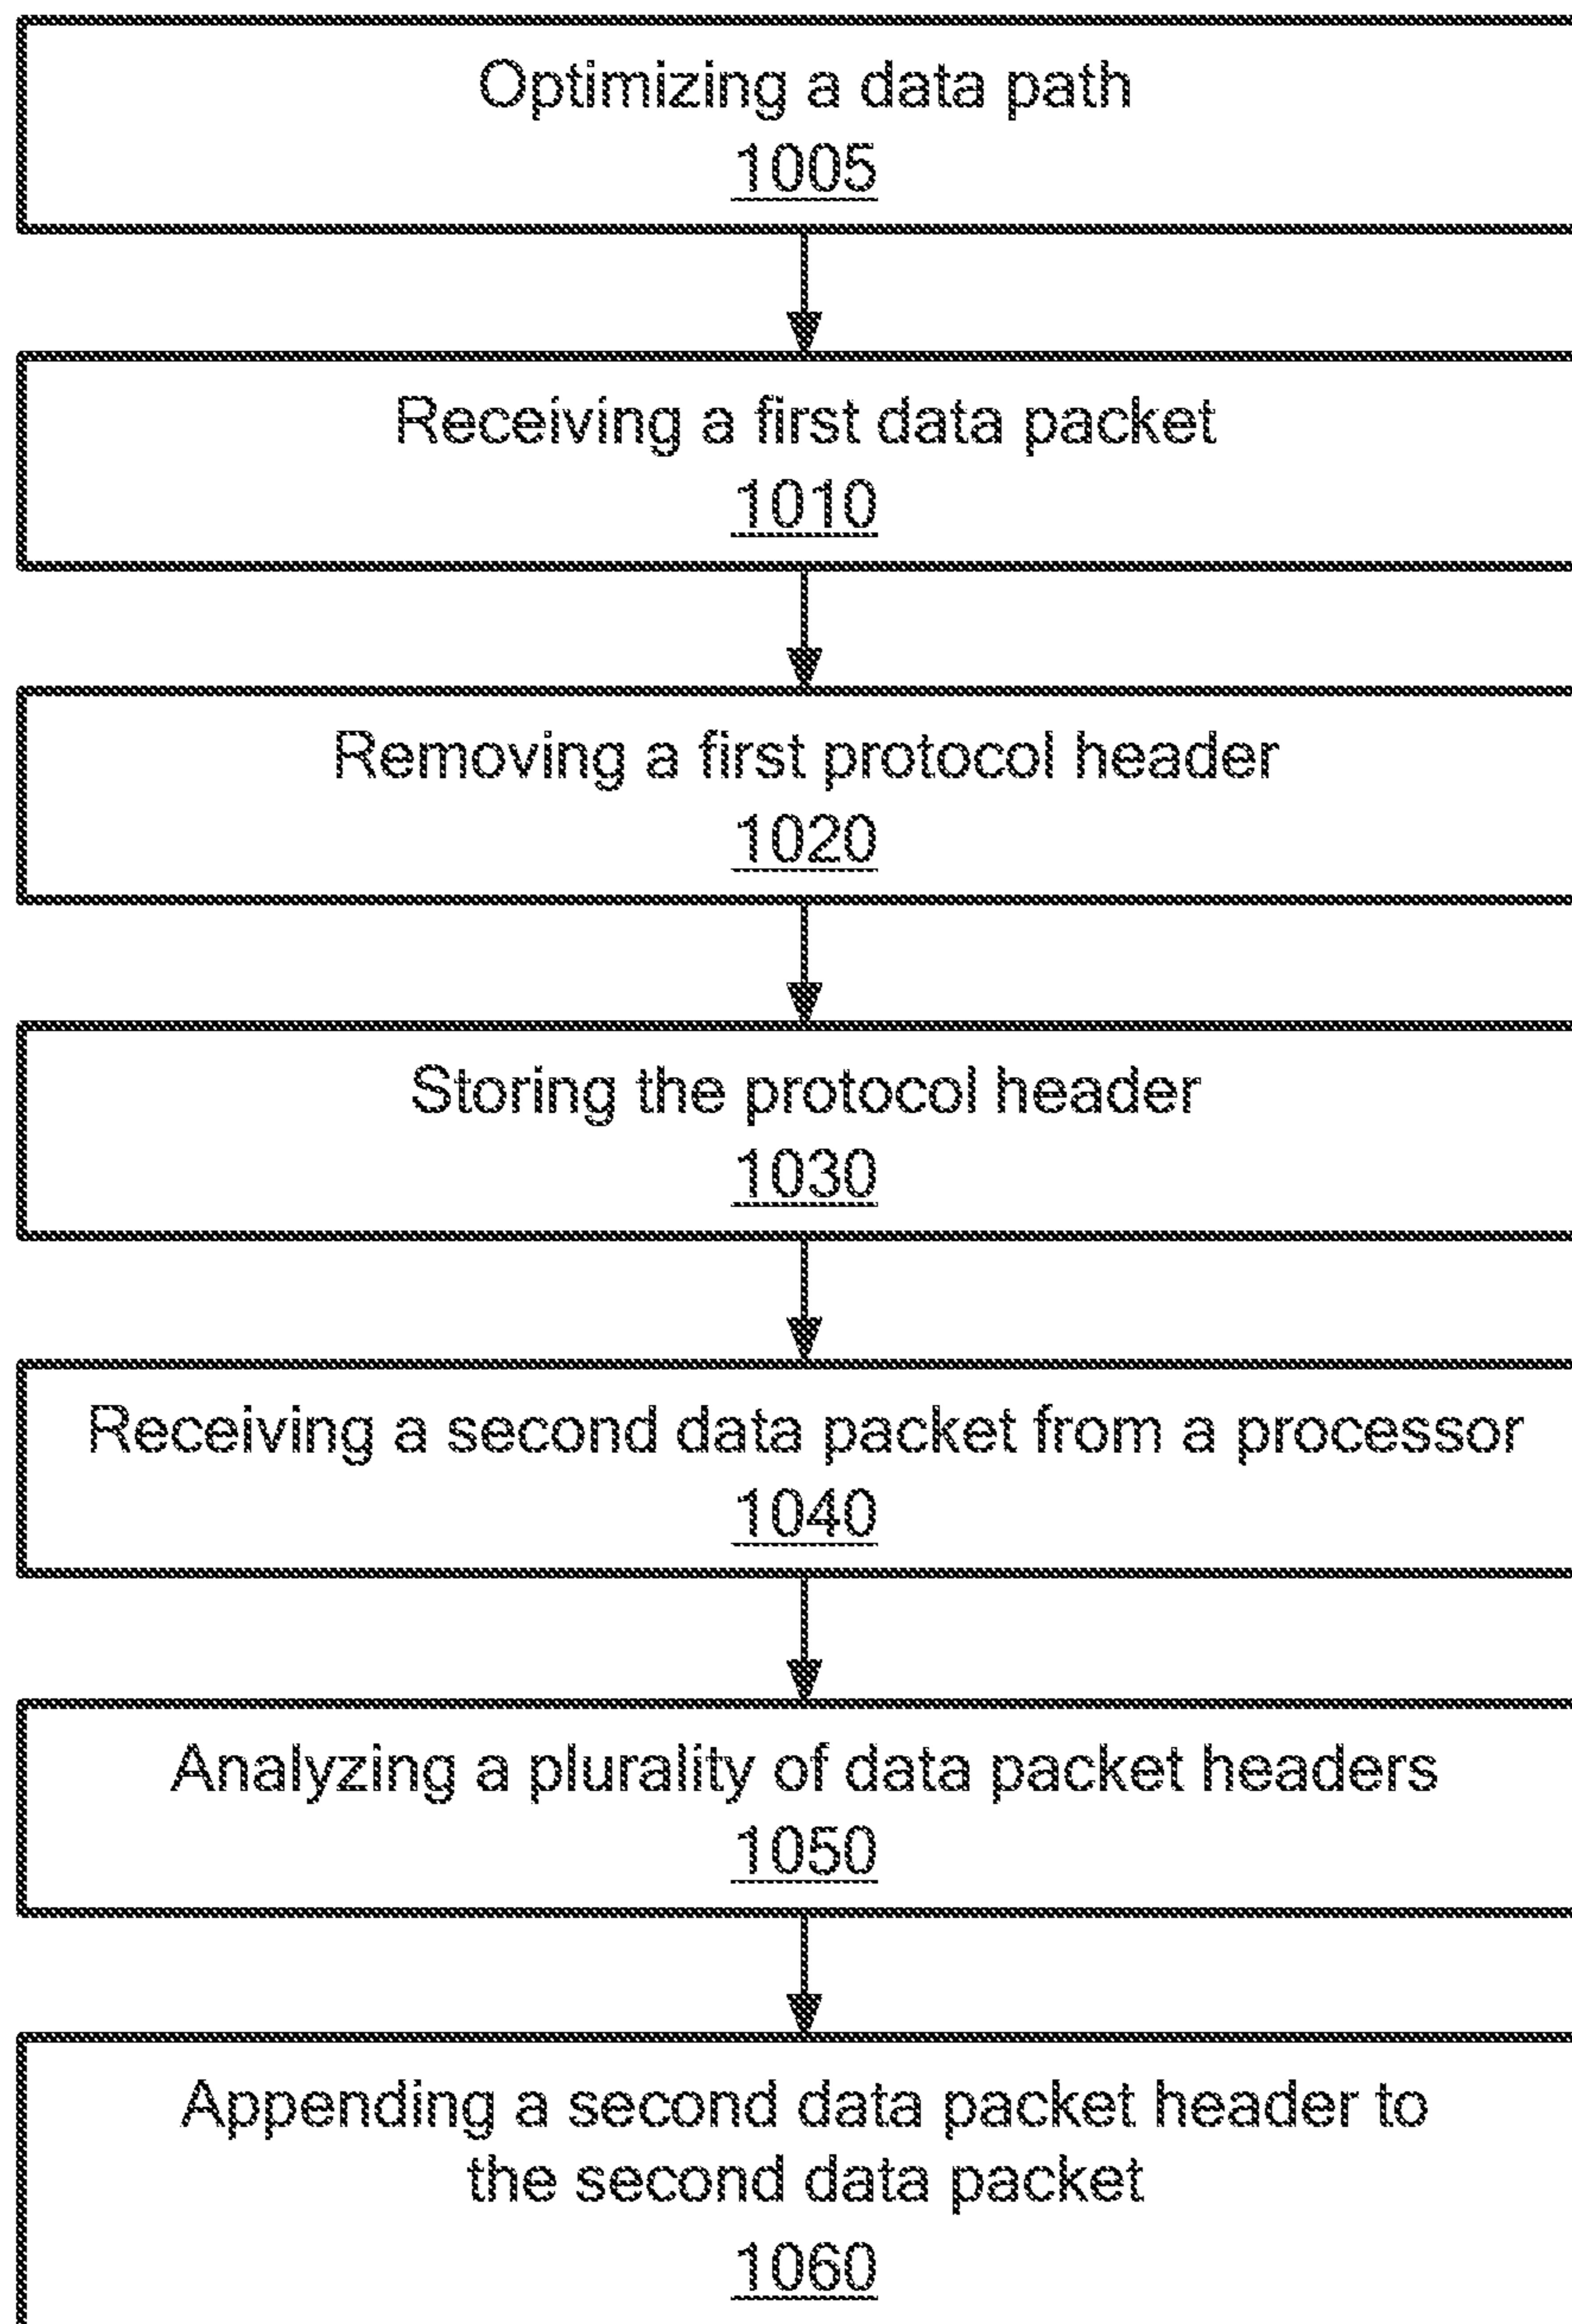 Optimizing a data path
1005
Receiving a first data packet
1010
Removing a first protocol header
1020
Storing the protocol header
1030
Receiving a second data packet from a processor
1040
Analyzing a plurality of data packet headers
1050
Appending a second data packet header to
the second data packet
1060